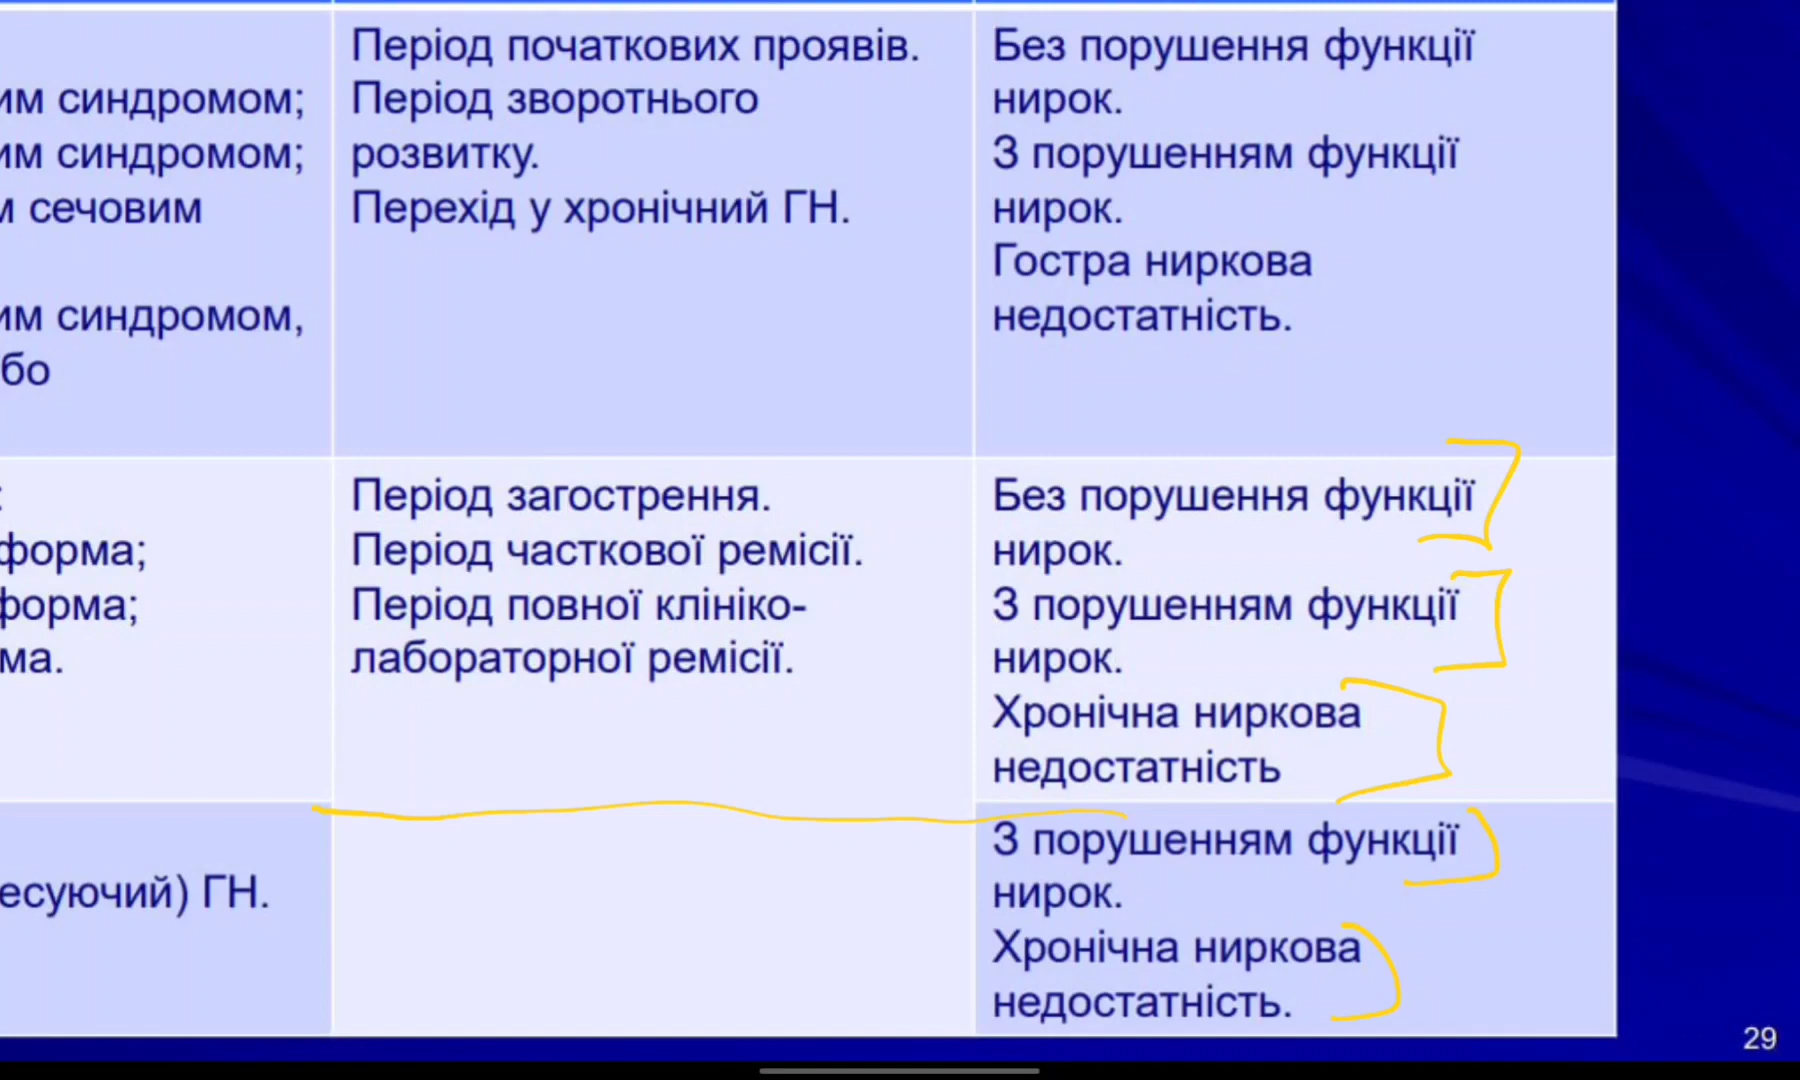 им синдромом;
им синдромом;
м сечовим
им синдромом,
бо
Період початкових проявів.
Період зворотнього
розвитку.
Перехід у хронічний ГН.
Без порушення функції
нирок.
З порушенням функції
нирок.
Гостра ниркова
недостатність.
:
форма;
форма;
ма.
Період загострення.
Період часткової ремісії.
Період повної клініко-
лабораторної ремісії.
Без порушення функції
нирок.
З порушенням функції
нирок.
Хронічна ниркова
недостатність
есуючий) ГН.
З порушенням функції
нирок.
Хронічна ниркова
недостатність.
29